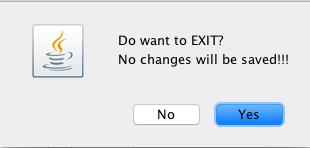 Do want to EXIT?
No changes will be saved!!!
No
Yes